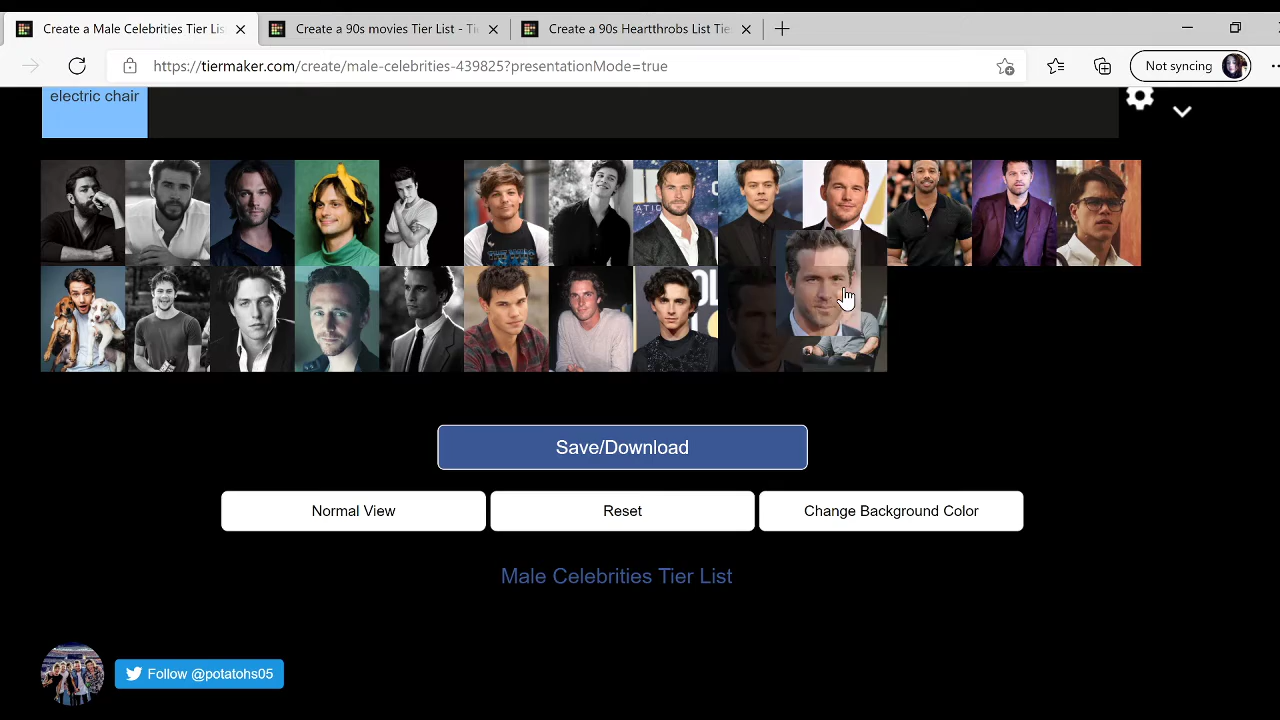 Create a Male Celebrities Tier Lis
Create a 90s movies Tier List - Tie
Create a 90s Heartthrobs List Tie
https://tiermaker.com/create/male-celebrities-439825?presentationMode=true
Not syncing
electric chair
Save/Download
Normal View
Reset
Change Background Color
Male Celebrities Tier List
Follow @potatohs05